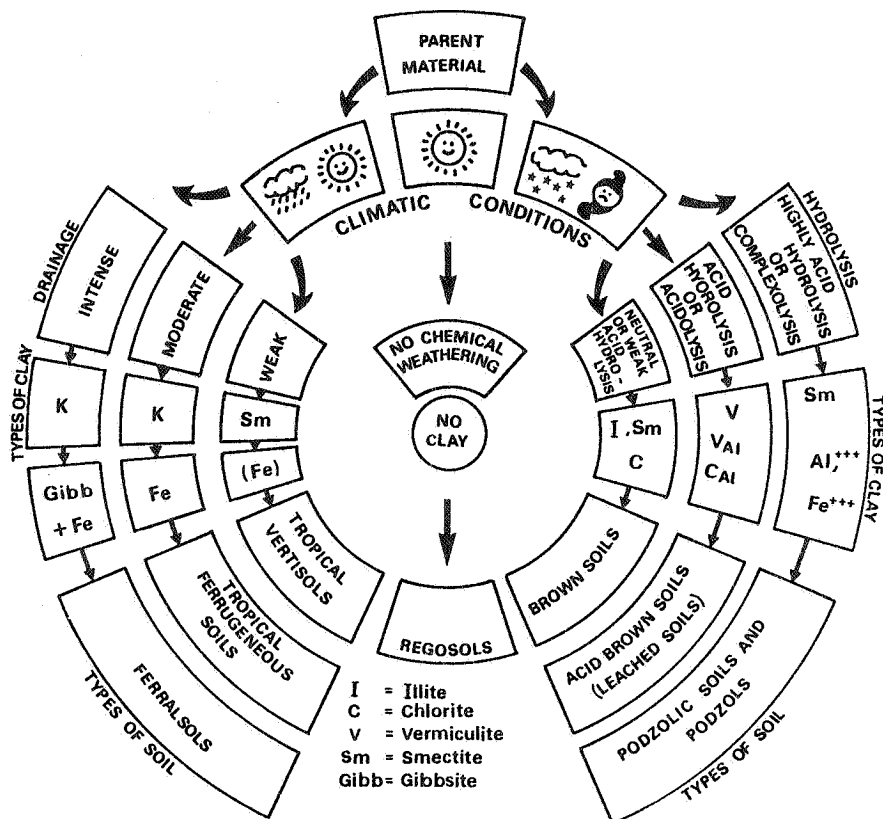 PARENT
MATERIAL
CLIMATIC CONDITIONS
DRAINAGE
INTENSE
MODERATE
WEAK
NO CHEMICAL
WEATHERING
NO
CLAY
NEUTRAL
OR WEAK
ACID
HYDRO -
LYSIS
ACID
HYDROLYSIS
OR
ACIDOLYSIS
HIGHLY ACID
HYDROLYSIS
OR
COMPLEXOLYSIS
HYDROLYSIS
TYPES OF CLAY
K
K
Sm
Gibb
+ Fe
Fe
(Fe)
I , Sm
C
V
VAl
CAl
Sm
Al,+++
Fe+++
TYPES OF CLAY
FERRALSOLS
TROPICAL
FERRUGENEOUS
SOILS
TROPICAL
VERTISOLS
REGOSOLS
BROWN SOILS
ACID BROWN SOILS
(LEACHED SOILS)
PODZOLIC SOILS AND
PODZOLS
TYPES OF SOIL
TYPES OF SOIL
I = Illite
C = Chlorite
V = Vermiculite
Sm = Smectite
Gibb= Gibbsite